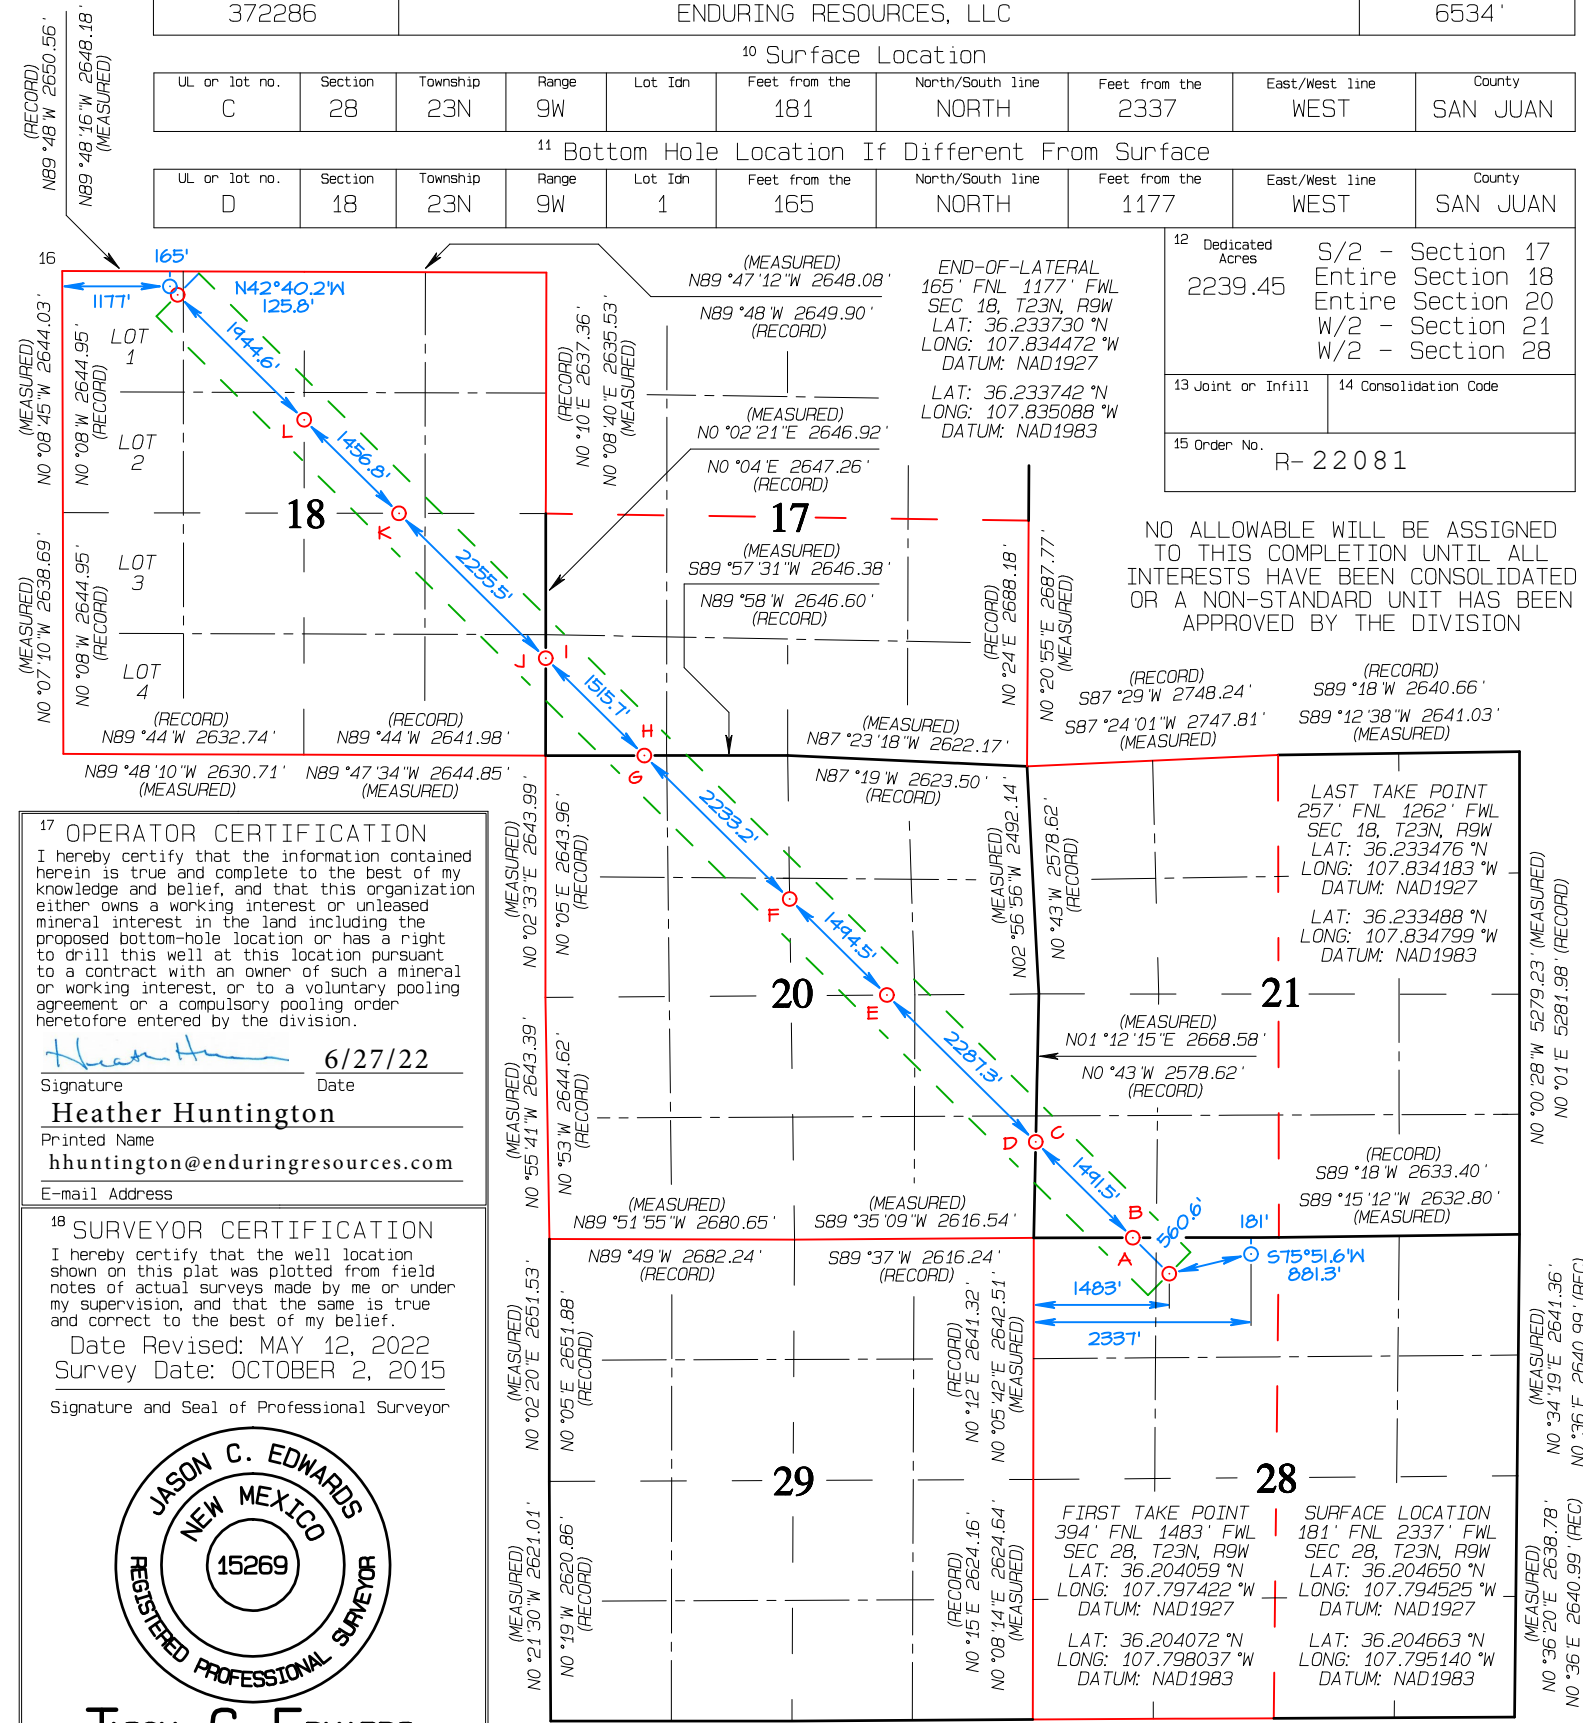 372286 ENDURING RESOURCES, LLC 6534'
10 Surface Location
UL or lot no. Section Township Range Lot Idn Feet from the North/South line Feet from the East/West line County
C 28 23N 9W 181 NORTH 2337 WEST SAN JUAN
11 Bottom Hole Location If Different From Surface
UL or lot no. Section Township Range Lot Idn Feet from the North/South line Feet from the East/West line County
D 18 23N 9W 1 165 NORTH 1177 WEST SAN JUAN
12 Dedicated
Acres
2239.45
S/2 - Section 17
Entire Section 18
Entire Section 20
W/2 - Section 21
W/2 - Section 28
13 Joint or Infill
14 Consolidation Code
15 Order No.
R-22081
NO ALLOWABLE WILL BE ASSIGNED
TO THIS COMPLETION UNTIL ALL
INTERESTS HAVE BEEN CONSOLIDATED
OR A NON-STANDARD UNIT HAS BEEN
APPROVED BY THE DIVISION
16
(RECORD)
N89°48'W 2650.56'
N89°48'16"W 2648.18'
(MEASURED)
165'
1177'
N42°40.2'W
125.8'
(MEASURED)
N89°47'12"W 2648.08'
N89°48'W 2649.90'
(RECORD)
END-OF-LATERAL
165' FNL 1177' FWL
SEC 18, T23N, R9W
LAT: 36.233730°N
LONG: 107.834472°W
DATUM: NAD1927
LAT: 36.233742°N
LONG: 107.835088°W
DATUM: NAD1983
(MEASURED)
N0°08'45"W 2644.03'
N0°08'W 2644.95'
(RECORD)
LOT
1
LOT
2
LOT
3
LOT
4
1944.6'
L
1456.8'
K
18
2255.5'
J
I
(RECORD)
N0°10'E 2637.36'
N0°08'40"E 2635.53'
(MEASURED)
(MEASURED)
N0°02'21"E 2646.92'
N0°04'E 2647.26'
(RECORD)
17
(MEASURED)
S89°57'31"W 2646.38'
N89°58'W 2646.60'
(RECORD)
(MEASURED)
N0°07'10"W 2638.69'
N0°08'W 2644.95'
(RECORD)
(RECORD)
N0°24'E 2688.18'
N0°20'55"E 2687.77'
(MEASURED)
(RECORD)
N89°44'W 2632.74'
(RECORD)
N89°44'W 2641.98'
N89°48'10"W 2630.71'
(MEASURED)
N89°47'34"W 2644.85'
(MEASURED)
1515.7'
H
G
(MEASURED)
N87°23'18"W 2622.17'
N87°19'W 2623.50'
(RECORD)
(RECORD)
S87°29'W 2748.24'
S87°24'01"W 2747.81'
(MEASURED)
(RECORD)
S89°18'W 2640.66'
S89°12'38"W 2641.03'
(MEASURED)
LAST TAKE POINT
257' FNL 1262' FWL
SEC 18, T23N, R9W
LAT: 36.233476°N
LONG: 107.834183°W
DATUM: NAD1927
LAT: 36.233488°N
LONG: 107.834799°W
DATUM: NAD1983
(MEASURED)
N0°02'33"E 2643.99'
N0°05'E 2643.96'
(RECORD)
2233.2'
F
1494.5'
E
20
21
(MEASURED)
N02°56'56"W 2492.14'
N0°43'W 2578.62'
(RECORD)
N0°00'28"W 5279.23' (MEASURED)
N0°01'E 5281.98' (RECORD)
(MEASURED)
N01°12'15"E 2668.58'
N0°43'W 2578.62'
(RECORD)
(MEASURED)
N0°55'41"W 2643.39'
N0°53'W 2644.62'
(RECORD)
2287.3'
D
C
1491.5'
B
A
560.6'
181'
S75°51.6'W
881.3'
1483'
2337'
(RECORD)
S89°18'W 2633.40'
S89°15'12"W 2632.80'
(MEASURED)
(MEASURED)
N89°51'55"W 2680.65'
(MEASURED)
S89°35'09"W 2616.54'
N89°49'W 2682.24'
(RECORD)
S89°37'W 2616.24'
(RECORD)
(MEASURED)
N0°02'20"E 2651.53'
N0°05'E 2651.88'
(RECORD)
(RECORD)
N0°12'E 2641.32'
N0°05'42"E 2642.51'
(MEASURED)
(MEASURED)
N0°34'19"E 2641.36'
N0°36'E 2640.99' (REC)
29
28
(MEASURED)
N0°21'30"W 2621.01'
N0°19'W 2620.86'
(RECORD)
(RECORD)
N0°15'E 2624.16'
N0°08'14"E 2624.64'
(MEASURED)
FIRST TAKE POINT
394' FNL 1483' FWL
SEC 28, T23N, R9W
LAT: 36.204059°N
LONG: 107.797422°W
DATUM: NAD1927
LAT: 36.204072°N
LONG: 107.798037°W
DATUM: NAD1983
SURFACE LOCATION
181' FNL 2337' FWL
SEC 28, T23N, R9W
LAT: 36.204650°N
LONG: 107.794525°W
DATUM: NAD1927
LAT: 36.204663°N
LONG: 107.795140°W
DATUM: NAD1983
(MEASURED)
N0°36'20"E 2638.78'
N0°36'E 2640.99' (REC)
17 OPERATOR CERTIFICATION
I hereby certify that the information contained
herein is true and complete to the best of my
knowledge and belief, and that this organization
either owns a working interest or unleased
mineral interest in the land including the
proposed bottom-hole location or has a right
to drill this well at this location pursuant
to a contract with an owner of such a mineral
or working interest, or to a voluntary pooling
agreement or a compulsory pooling order
heretofore entered by the division.
6/27/22
Signature Date
Heather Huntington
Printed Name
hhuntington@enduringresources.com
E-mail Address
18 SURVEYOR CERTIFICATION
I hereby certify that the well location
shown on this plat was plotted from field
notes of actual surveys made by me or under
my supervision, and that the same is true
and correct to the best of my belief.
Date Revised: MAY 12, 2022
Survey Date: OCTOBER 2, 2015
Signature and Seal of Professional Surveyor
JASON C. EDWARDS
NEW MEXICO
15269
REGISTERED PROFESSIONAL SURVEYOR
JASON C. EDWARDS